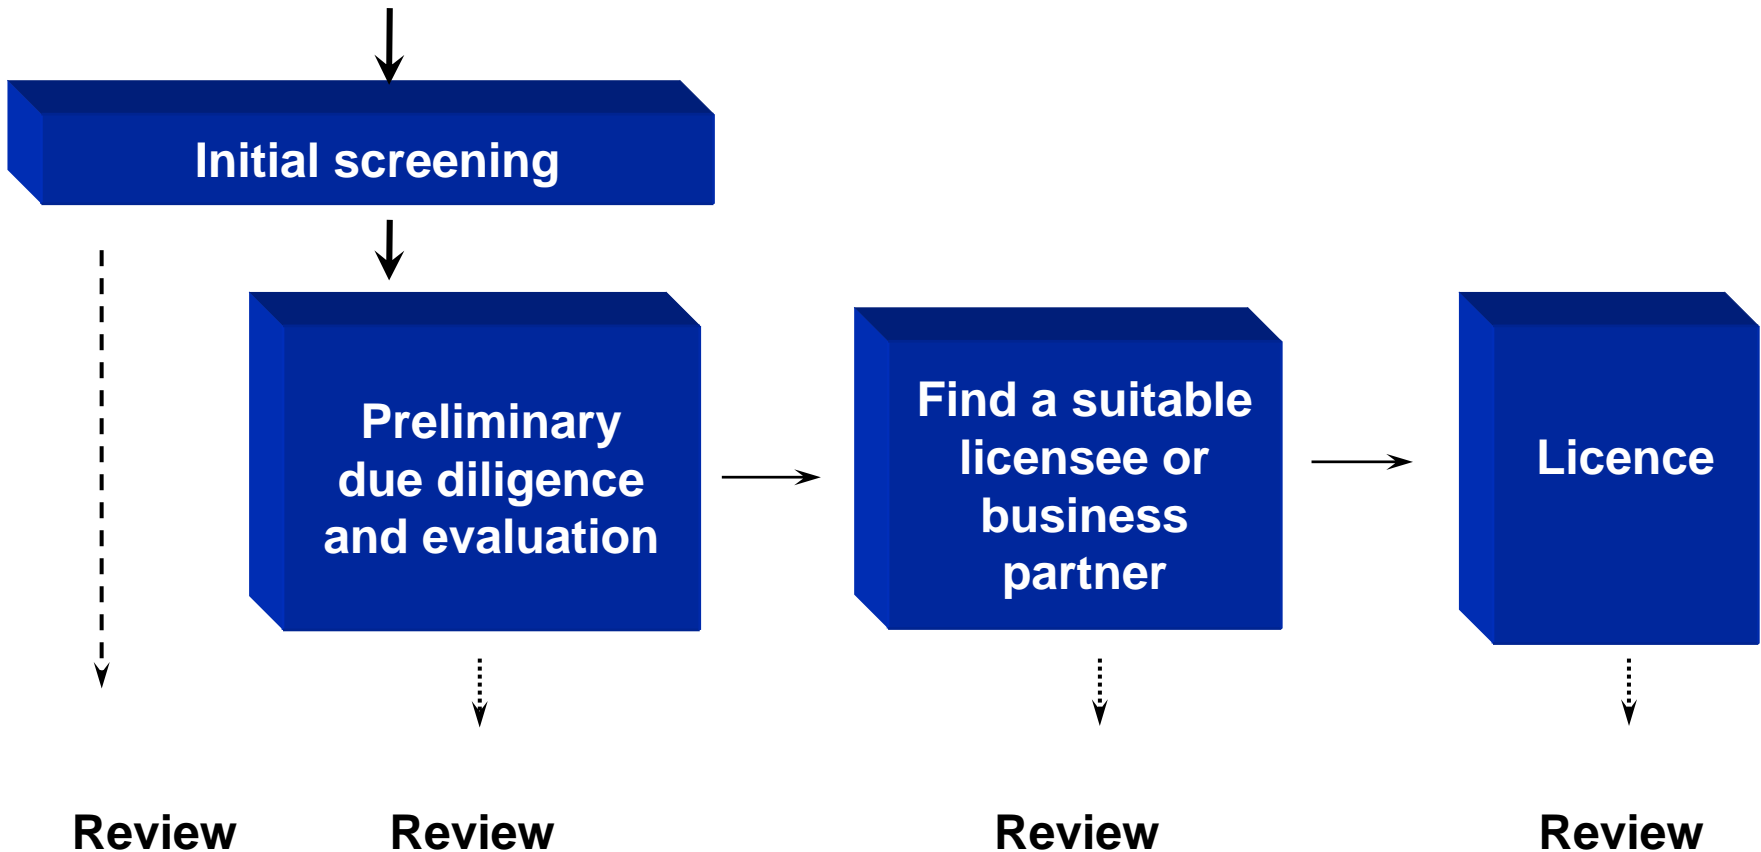 Initial screening
Preliminary
due diligence
and evaluation
Find a suitable
licensee or
business
partner
Licence
Review
Review
Review
Review